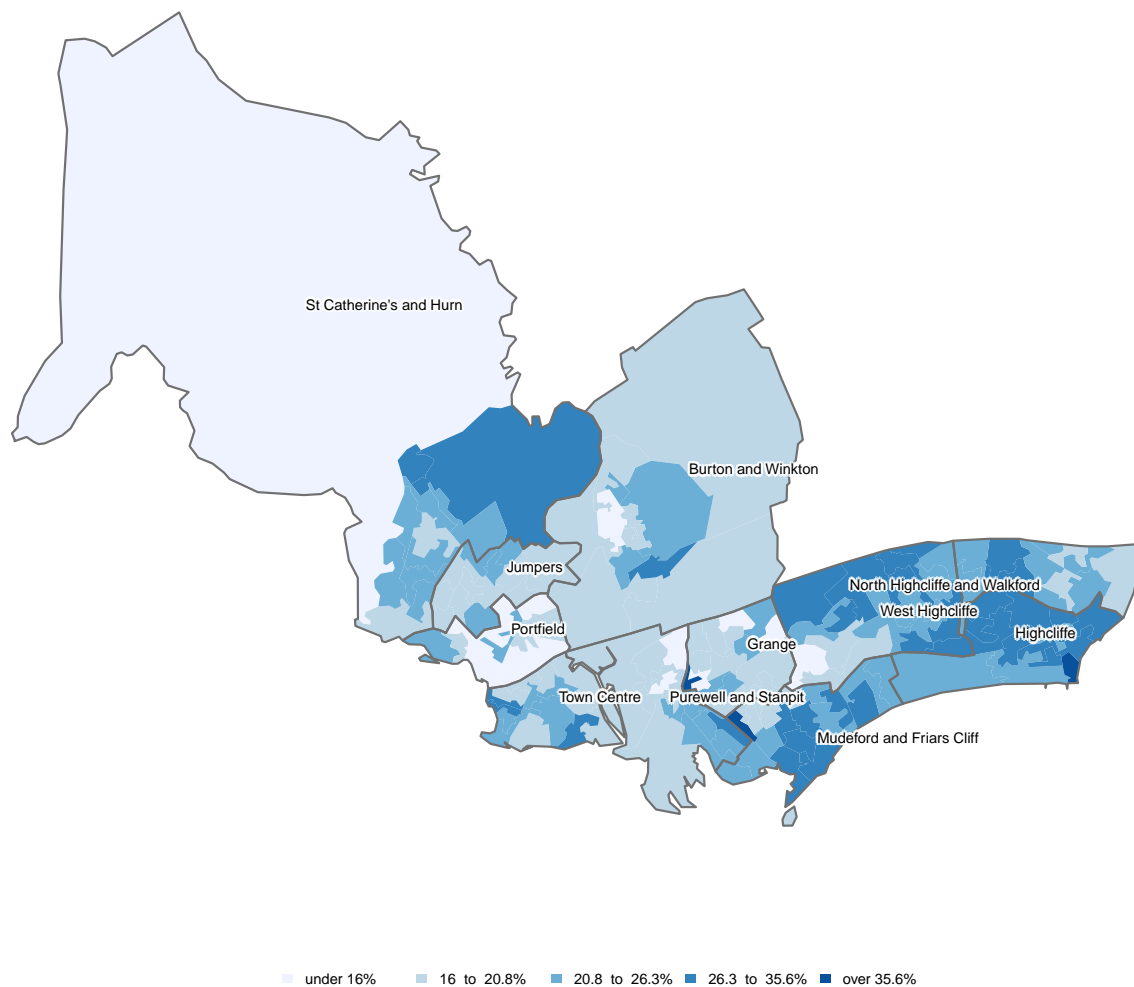 St Catherine's and Hurn
Burton and Winkton
Jumpers
North Highcliffe and Walkford
West Highcliffe
Portfield
Highcliffe
Grange
Town Centre
Purewell and Stanpit
Mudeford and Friars Cliff
under 16%
16 to 20.8%
20.8 to 26.3%
26.3 to 35.6%
over 35.6%